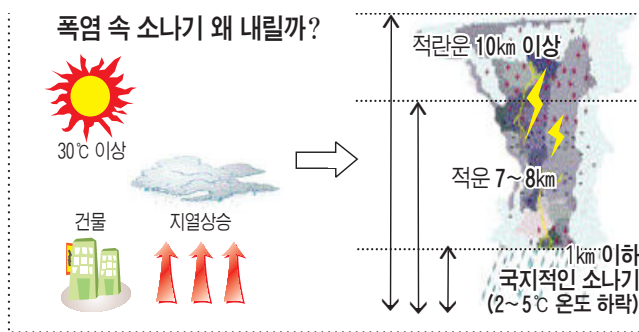 폭염 속 소나기 왜 내릴까?
30℃ 이상
건물
지열상승
적란운 10㎞ 이상
적운 7~8㎞
1㎞ 이하
국지적인 소나기
(2~5℃ 온도 하락)